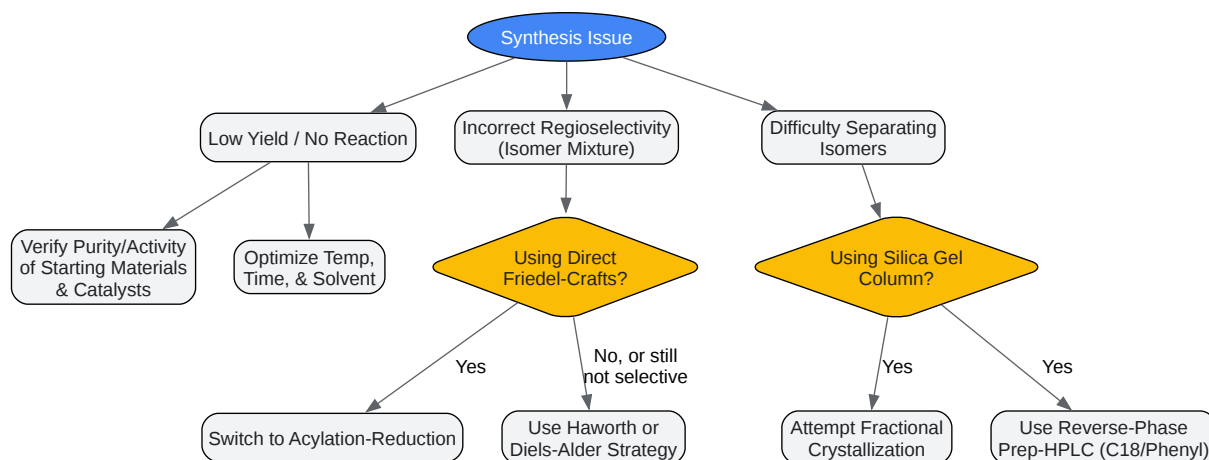 Synthesis Issue
Low Yield / No Reaction
Incorrect Regioselectivity
(Isomer Mixture)
Difficulty Separating
Isomers
Verify Purity/Activity
of Starting Materials
& Catalysts
Optimize Temp,
Time, & Solvent
Using Direct
Friedel-Crafts?
Using Silica Gel
Column?
Yes
No, or still
not selective
Yes
Yes
Switch to Acylation-Reduction
Use Haworth or
Diels-Alder Strategy
Attempt Fractional
Crystallization
Use Reverse-Phase
Prep-HPLC (C18/Phenyl)